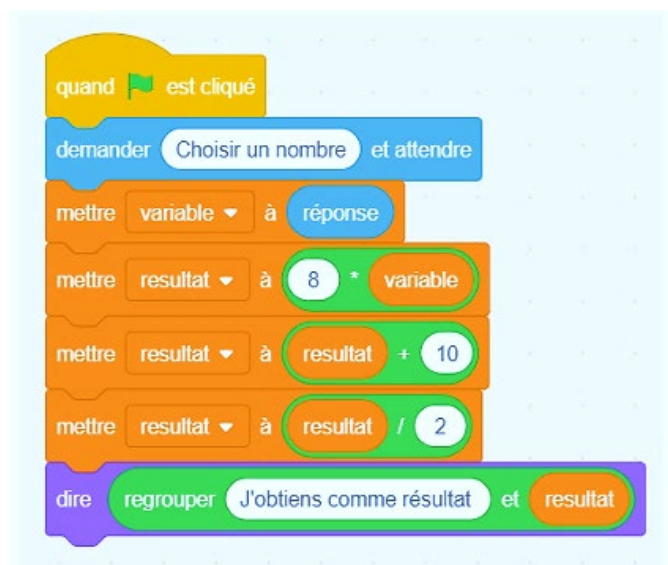 quand est cliqué
demander Choisir un nombre et attendre
mettre variable à réponse
mettre resultat à 8 * variable
mettre resultat à resultat + 10
mettre resultat à resultat / 2
dire regrouper J'obtiens comme résultat et resultat